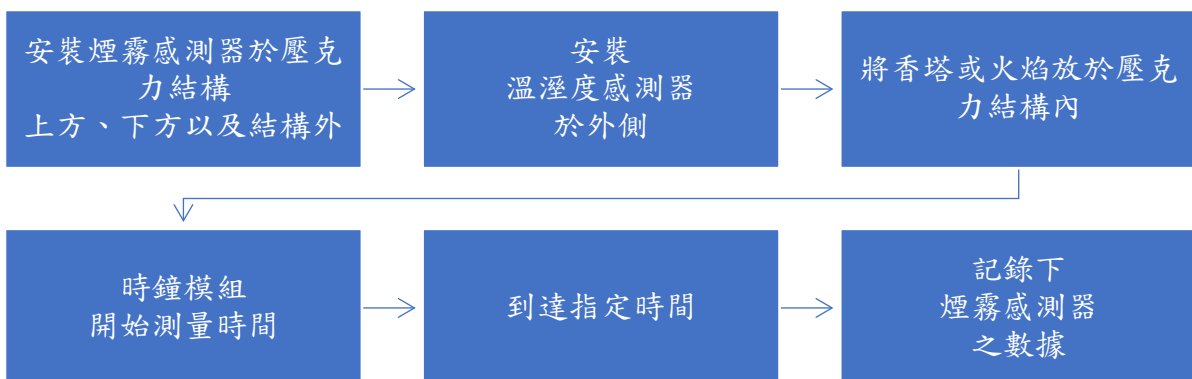 安裝煙霧感測器於壓克
力結構
上方、下方以及結構外
安裝
溫溼度感測器
於外側
將香塔或火焰放於壓克
力結構內
時鐘模組
開始測量時間
到達指定時間
記錄下
煙霧感測器
之數據